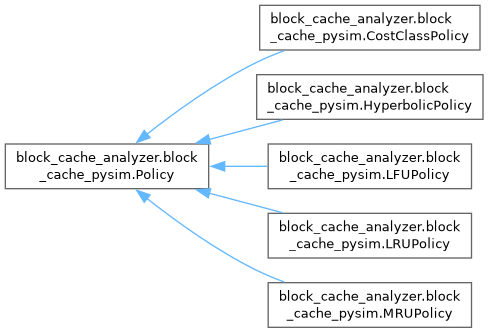 block_cache_analyzer.block
_cache_pysim.CostClassPolicy
block_cache_analyzer.block
_cache_pysim.HyperbolicPolicy
block_cache_analyzer.block
_cache_pysim.Policy
block_cache_analyzer.block
_cache_pysim.LFUPolicy
block_cache_analyzer.block
_cache_pysim.LRUPolicy
block_cache_analyzer.block
_cache_pysim.MRUPolicy